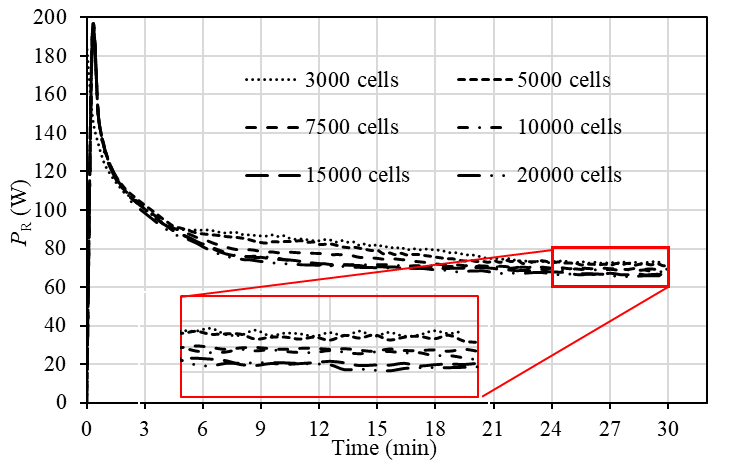 200
180
160
140
120
100
80
60
40
20
0
P_R (W)
3000 cells
5000 cells
7500 cells
10000 cells
15000 cells
20000 cells
0 3 6 9 12 15 18 21 24 27 30
Time (min)